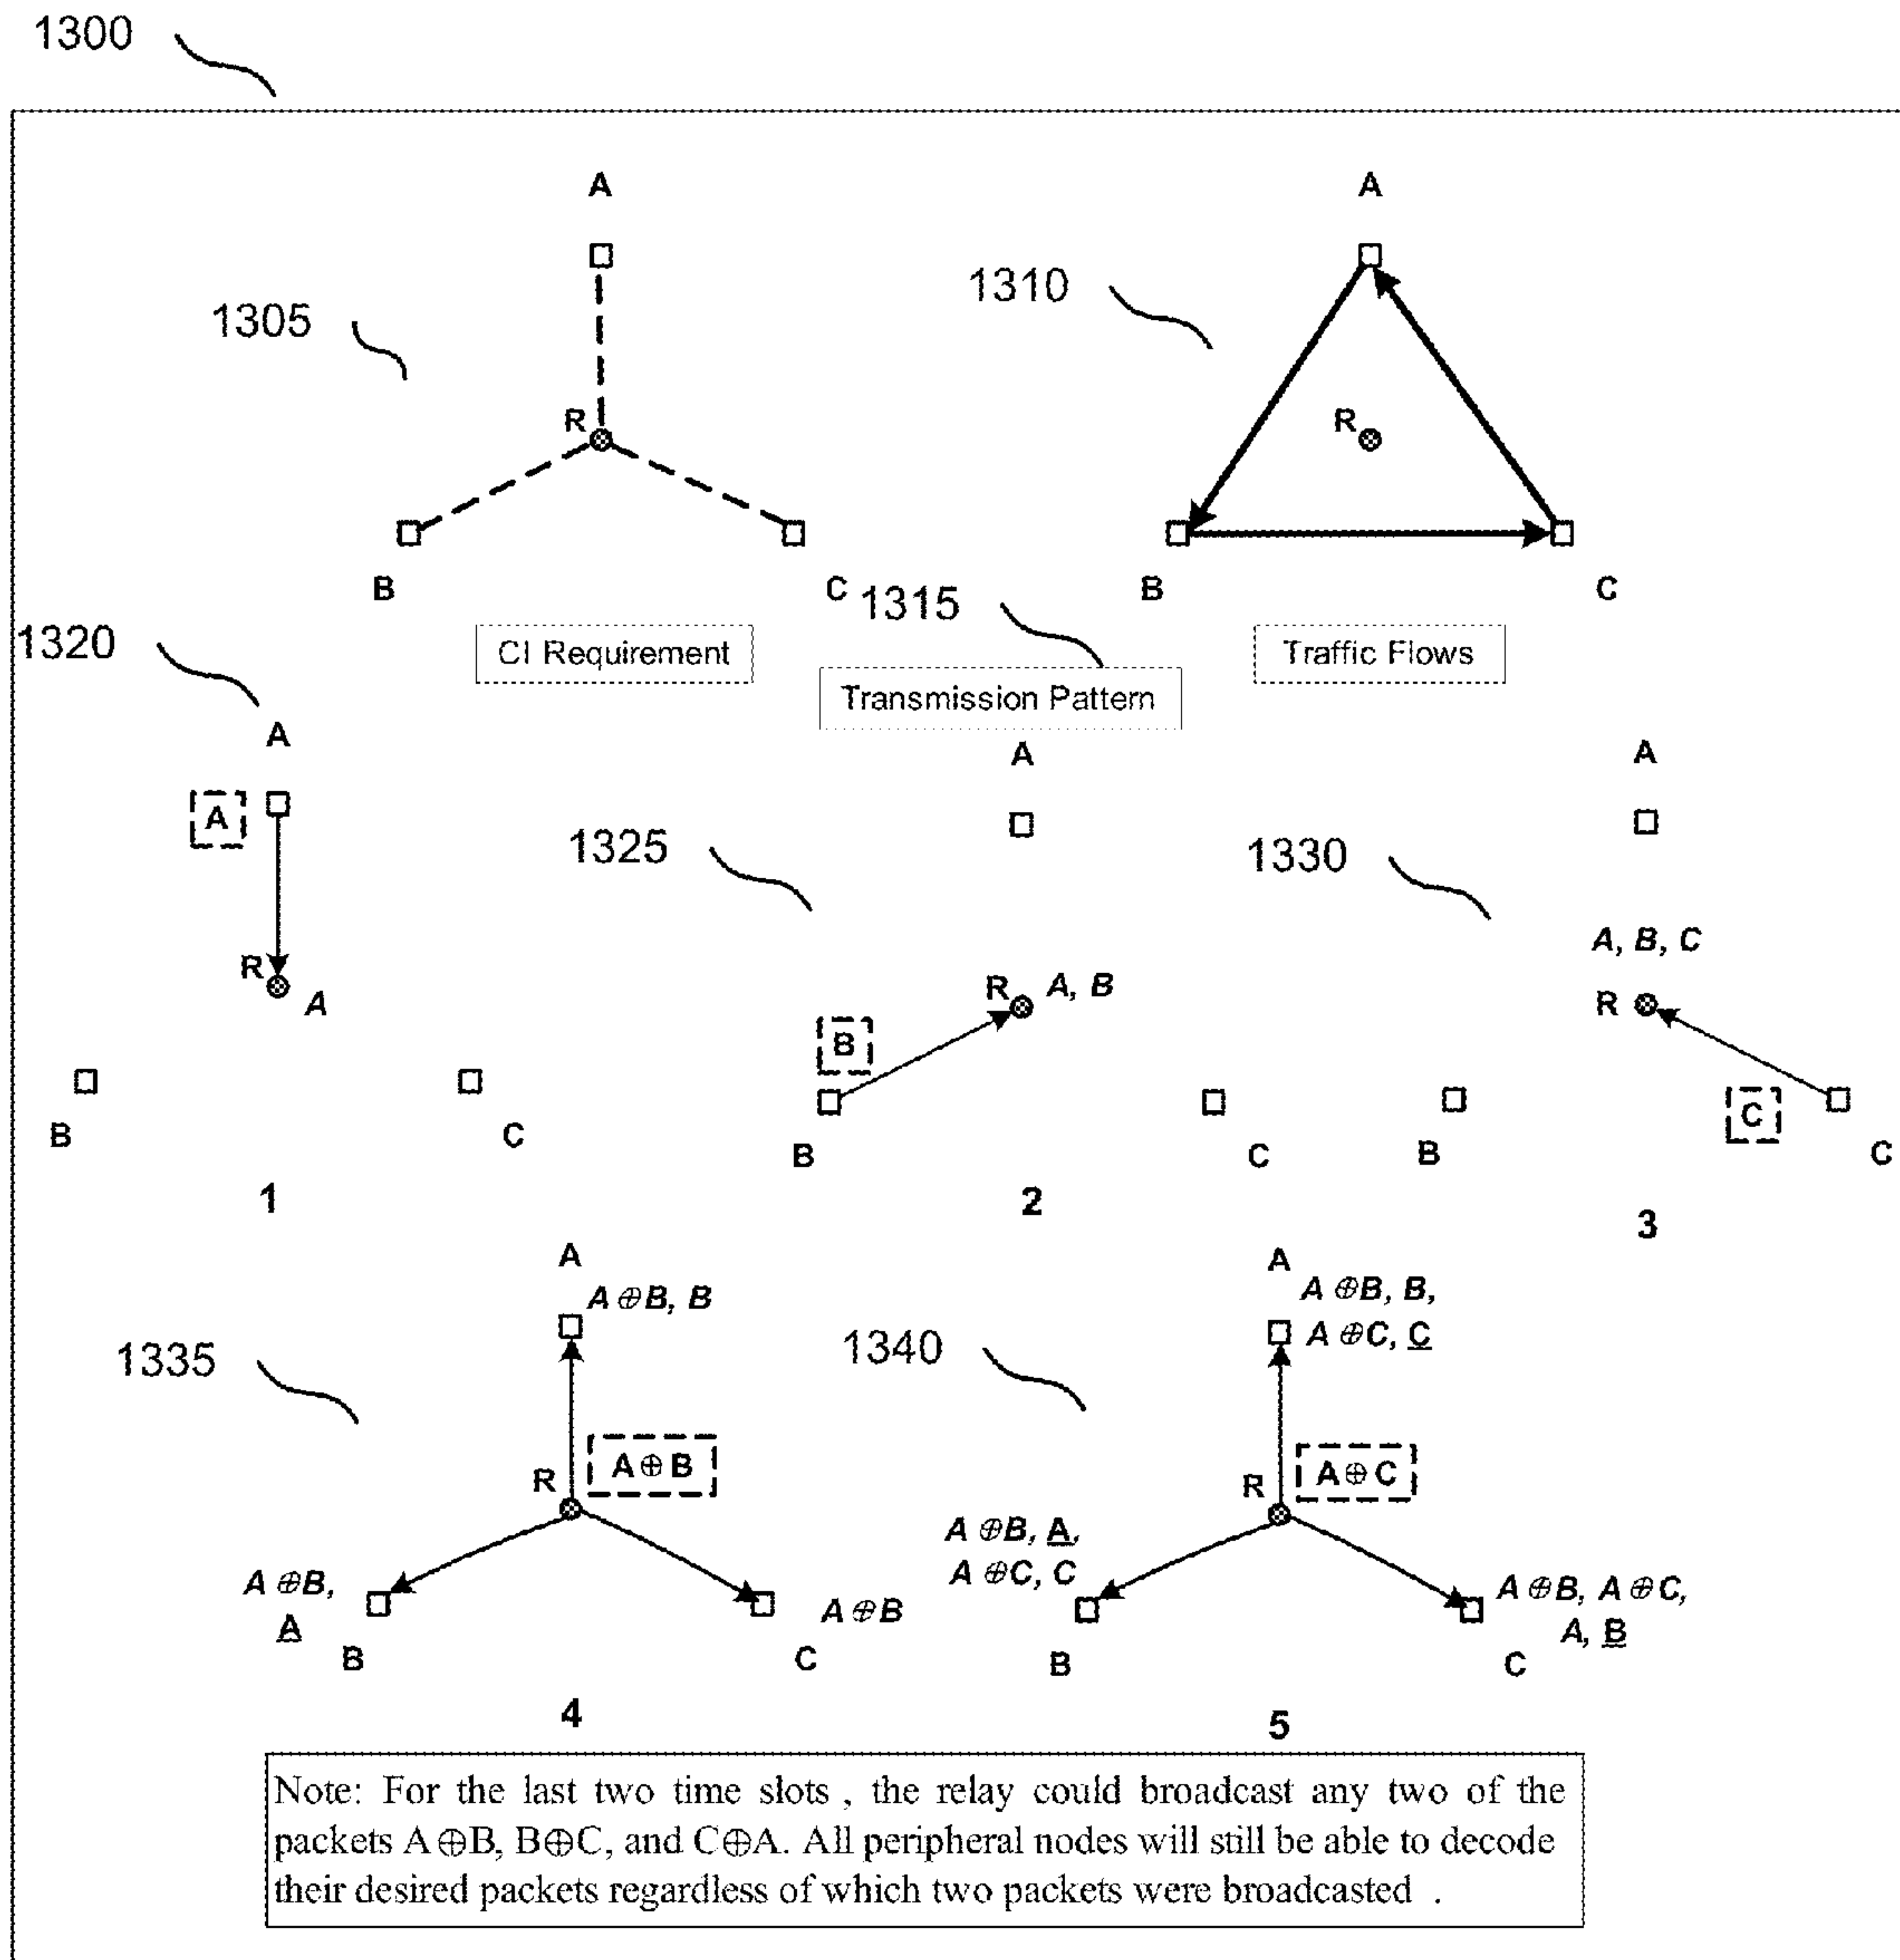 1300
A
A
1305
1310
R
R
B
C
B
C
1315
1320
CI Requirement
Traffic Flows
Transmission Pattern
A
A
A
A
1325
1330
A, B, C
R
A
R
A, B
R
B
C
B
C
B
C
B
C
1
2
3
A
A⊕B, B
A
A⊕B, B,
A⊕C, C
1335
1340
R
A⊕B
R
A⊕C
A⊕B,
A
A⊕B
A⊕B, A,
A⊕C, C
A⊕B, A⊕C,
A, B
B
C
B
C
4
5
Note: For the last two time slots , the relay could broadcast any two of the
packets A⊕B, B⊕C, and C⊕A. All peripheral nodes will still be able to decode
their desired packets regardless of which two packets were broadcasted .